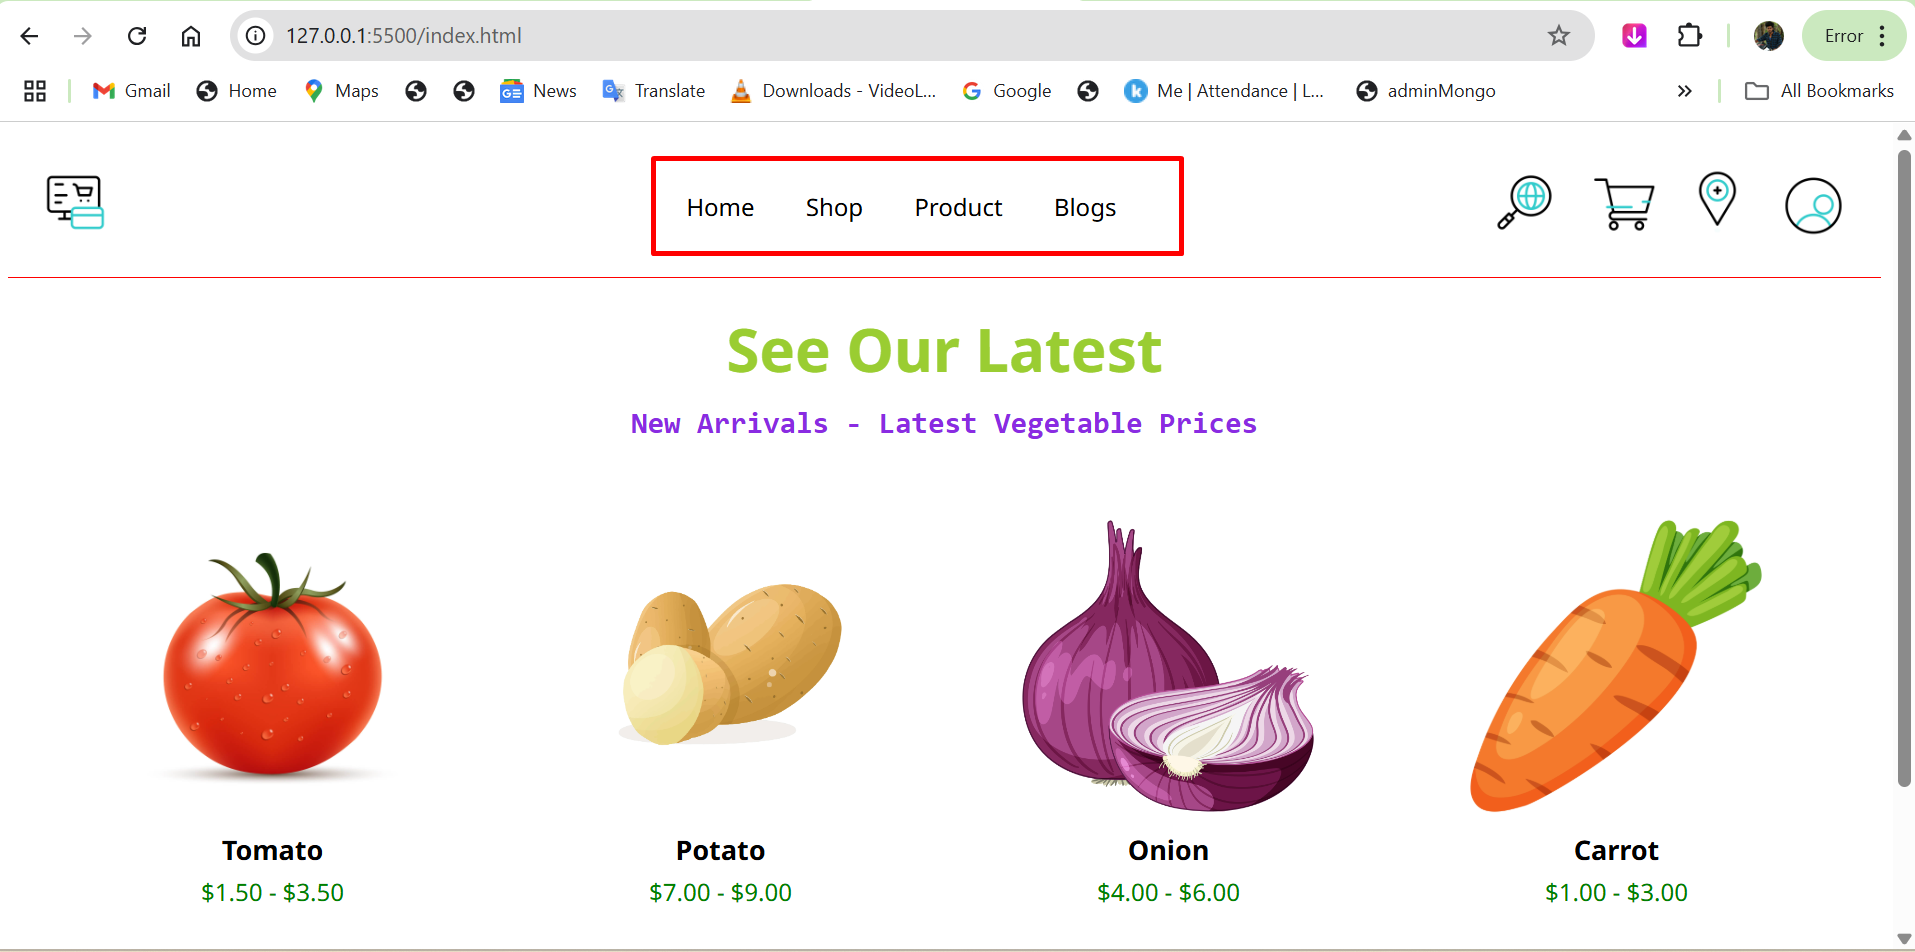 127.0.0.1:5500/index.html
Error
Gmail Home Maps News Translate Downloads - VideoL... Google Me | Attendance | L... adminMongo » All Bookmarks
Home Shop Product Blogs
See Our Latest
New Arrivals - Latest Vegetable Prices
Tomato Potato Onion Carrot
$1.50 - $3.50 $7.00 - $9.00 $4.00 - $6.00 $1.00 - $3.00